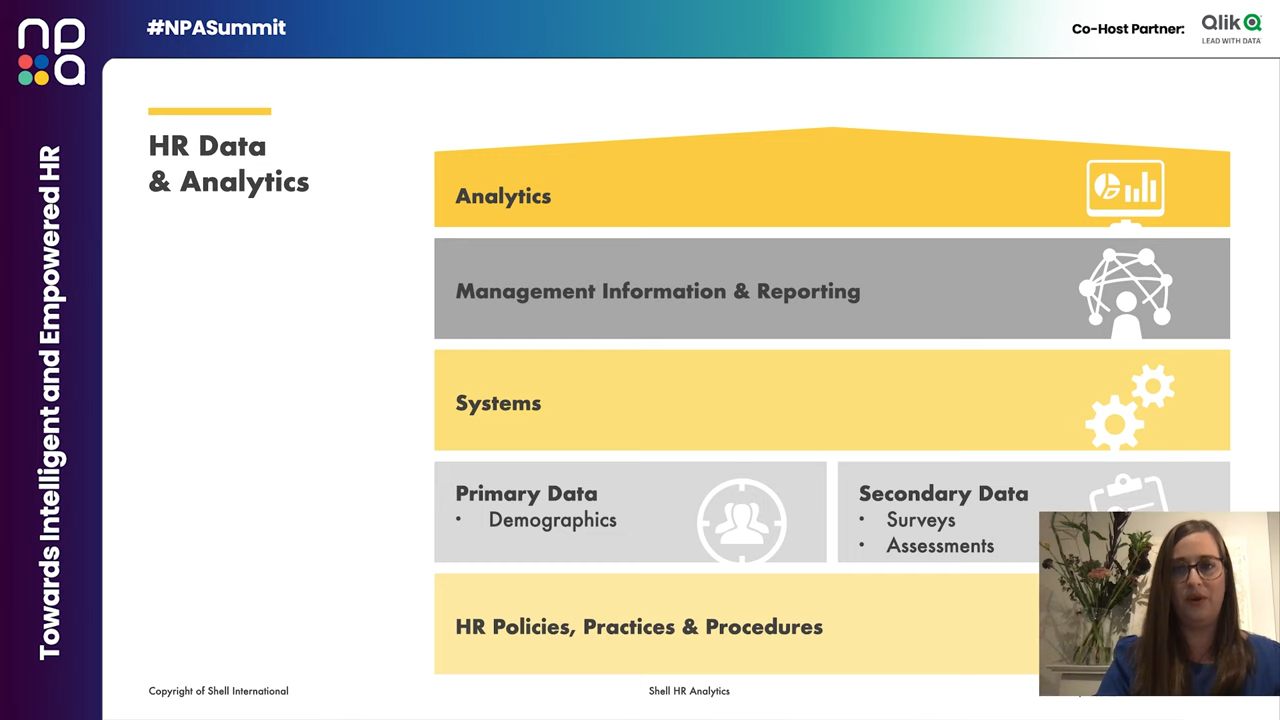 npa
#NPASummit
Co-Host Partner:
Qlik
LEAD WITH DATA
Towards Intelligent and Empowered HR
HR Data
& Analytics
Analytics
Management Information & Reporting
Systems
Primary Data
• Demographics
Secondary Data
• Surveys
• Assessments
HR Policies, Practices & Procedures
Copyright of Shell International
Shell HR Analytics